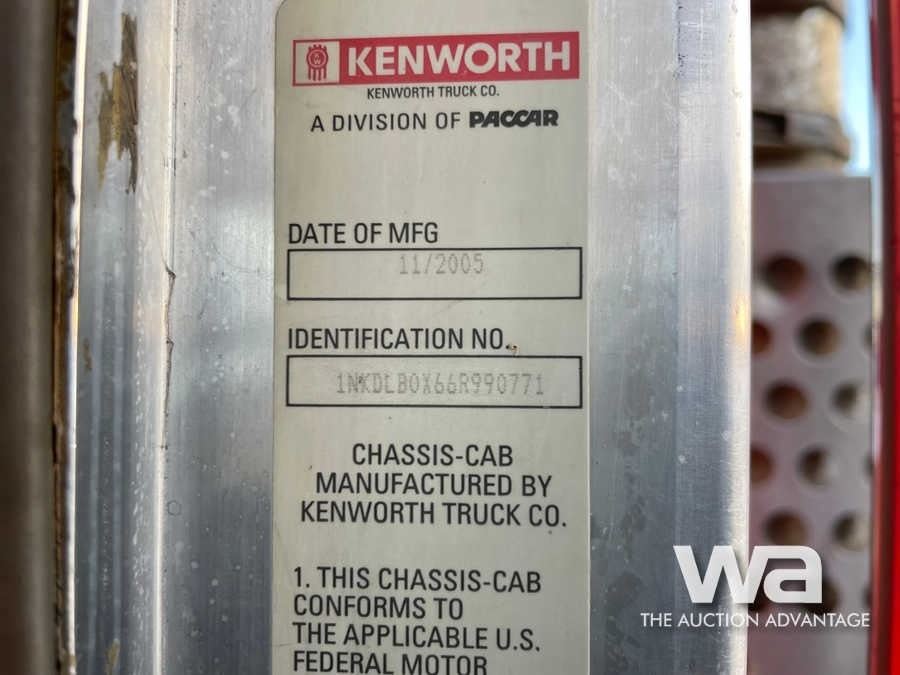 KENWORTH
KENWORTH TRUCK CO.
A DIVISION OF PACCAR
DATE OF MFG
11/2005
IDENTIFICATION NO.
1NKDLB0X66R990771
CHASSIS-CAB
MANUFACTURED BY
KENWORTH TRUCK CO.
1. THIS CHASSIS-CAB
CONFORMS TO
THE APPLICABLE U.S.
FEDERAL MOTOR
wa
THE AUCTION ADVANTAGE